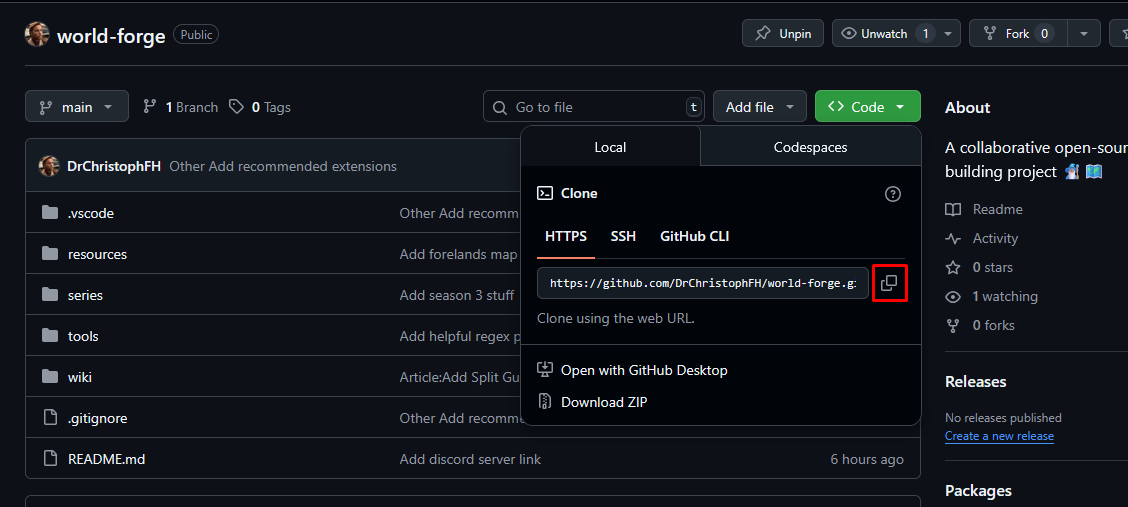 world-forge Public Unpin Unwatch 1 Fork 0
main 1 Branch 0 Tags Go to file t Add file Code
DrChristophFH Other Add recommended extensions
.vscode Other Add recomm
resources Add forelands map
series Add season 3 stuff
tools Add helpful regex p
wiki Article:Add Split Gu
.gitignore Other Add recomme
README.md Add discord server link 6 hours ago
Local Codespaces
Clone
HTTPS SSH GitHub CLI
https://github.com/DrChristophFH/world-forge.gi
Clone using the web URL.
Open with GitHub Desktop
Download ZIP
About
A collaborative open-sour
building project
Readme
Activity
0 stars
1 watching
0 forks
Releases
No releases published
Create a new release
Packages